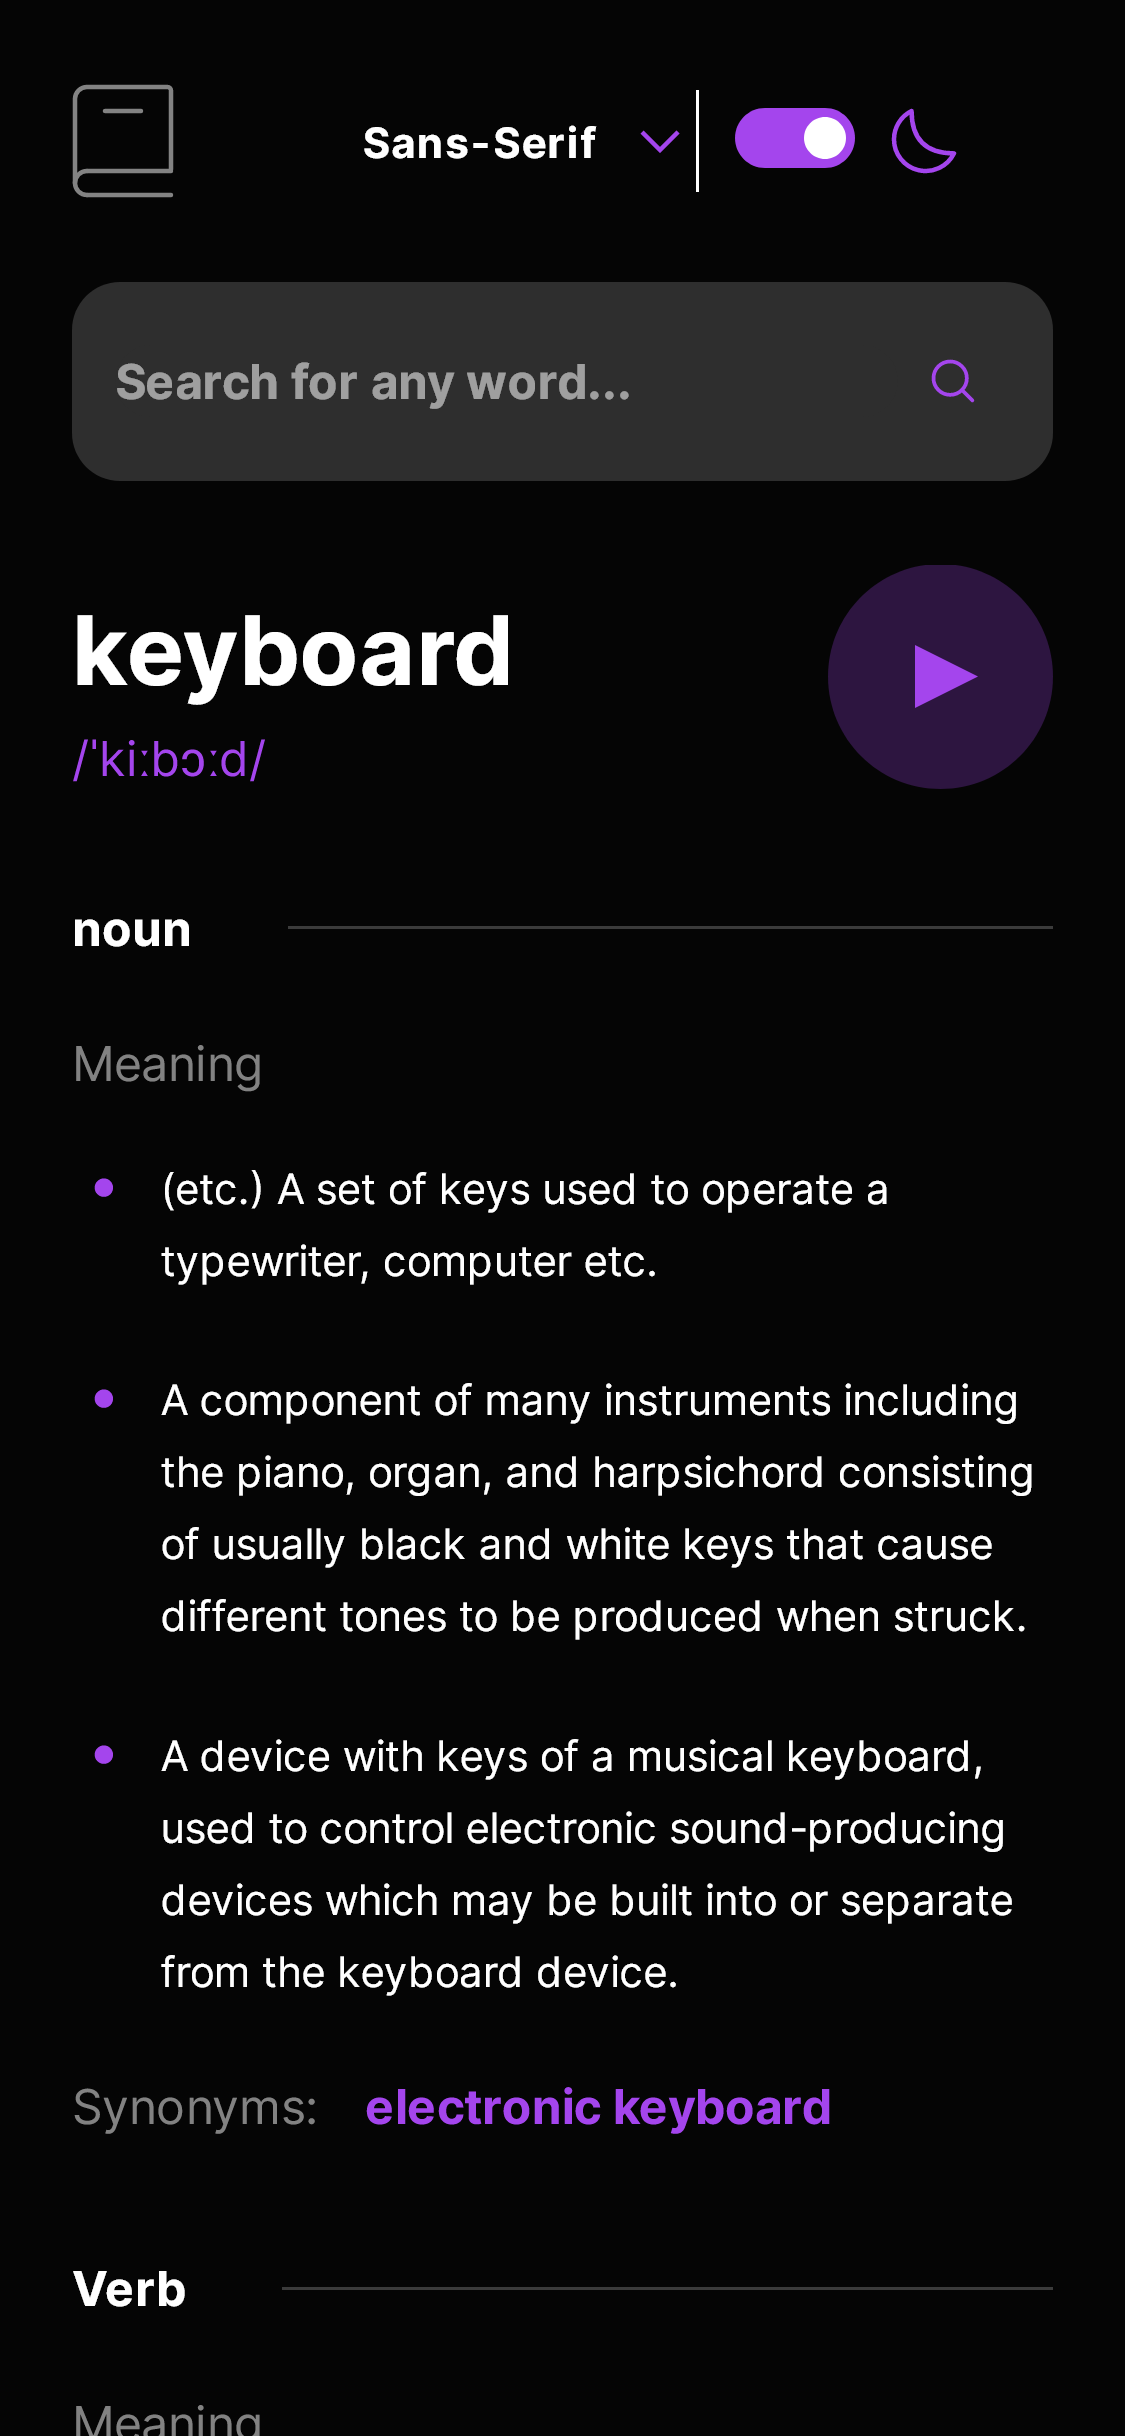 Sans-Serif
Search for any word...
keyboard
/ˈkiːbɔːd/
noun
Meaning
(etc.) A set of keys used to operate a
typewriter, computer etc.
A component of many instruments including
the piano, organ, and harpsichord consisting
of usually black and white keys that cause
different tones to be produced when struck.
A device with keys of a musical keyboard,
used to control electronic sound-producing
devices which may be built into or separate
from the keyboard device.
Synonyms: electronic keyboard
Verb
Meaning